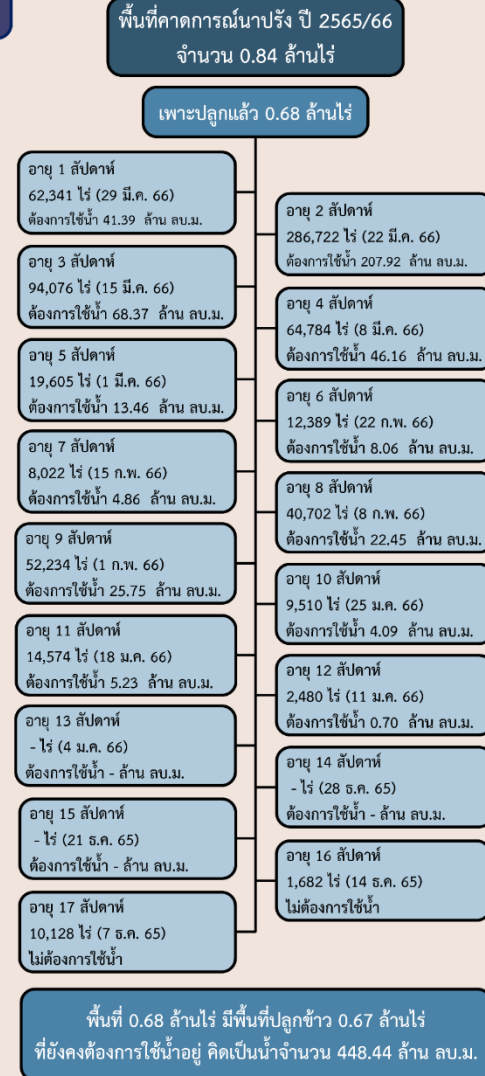 พื้นที่คาดการณ์นาปรัง ปี 2565/66
จำนวน 0.84 ล้านไร่
เพาะปลูกแล้ว 0.68 ล้านไร่
อายุ 1 สัปดาห์
62,341 ไร่ (29 มี.ค. 66)
ต้องการใช้น้ำ 41.39 ล้าน ลบ.ม.
อายุ 2 สัปดาห์
286,722 ไร่ (22 มี.ค. 66)
ต้องการใช้น้ำ 207.92 ล้าน ลบ.ม.
อายุ 3 สัปดาห์
94,076 ไร่ (15 มี.ค. 66)
ต้องการใช้น้ำ 68.37 ล้าน ลบ.ม.
อายุ 4 สัปดาห์
64,784 ไร่ (8 มี.ค. 66)
ต้องการใช้น้ำ 46.16 ล้าน ลบ.ม.
อายุ 5 สัปดาห์
19,605 ไร่ (1 มี.ค. 66)
ต้องการใช้น้ำ 13.46 ล้าน ลบ.ม.
อายุ 6 สัปดาห์
12,389 ไร่ (22 ก.พ. 66)
ต้องการใช้น้ำ 8.06 ล้าน ลบ.ม.
อายุ 7 สัปดาห์
8,022 ไร่ (15 ก.พ. 66)
ต้องการใช้น้ำ 4.86 ล้าน ลบ.ม.
อายุ 8 สัปดาห์
40,702 ไร่ (8 ก.พ. 66)
ต้องการใช้น้ำ 22.45 ล้าน ลบ.ม.
อายุ 9 สัปดาห์
52,234 ไร่ (1 ก.พ. 66)
ต้องการใช้น้ำ 25.75 ล้าน ลบ.ม.
อายุ 10 สัปดาห์
9,510 ไร่ (25 ม.ค. 66)
ต้องการใช้น้ำ 4.09 ล้าน ลบ.ม.
อายุ 11 สัปดาห์
14,574 ไร่ (18 ม.ค. 66)
ต้องการใช้น้ำ 5.23 ล้าน ลบ.ม.
อายุ 12 สัปดาห์
2,480 ไร่ (11 ม.ค. 66)
ต้องการใช้น้ำ 0.70 ล้าน ลบ.ม.
อายุ 13 สัปดาห์
- ไร่ (4 ม.ค. 66)
ต้องการใช้น้ำ - ล้าน ลบ.ม.
อายุ 14 สัปดาห์
- ไร่ (28 ธ.ค. 65)
ต้องการใช้น้ำ - ล้าน ลบ.ม.
อายุ 15 สัปดาห์
- ไร่ (21 ธ.ค. 65)
ต้องการใช้น้ำ - ล้าน ลบ.ม.
อายุ 16 สัปดาห์
1,682 ไร่ (14 ธ.ค. 65)
ไม่ต้องการใช้น้ำ
อายุ 17 สัปดาห์
10,128 ไร่ (7 ธ.ค. 65)
ไม่ต้องการใช้น้ำ
พื้นที่ 0.68 ล้านไร่ มีพื้นที่ปลูกข้าว 0.67 ล้านไร่
ที่ยังคงต้องการใช้น้ำอยู่ คิดเป็นน้ำจำนวน 448.44 ล้าน ลบ.ม.